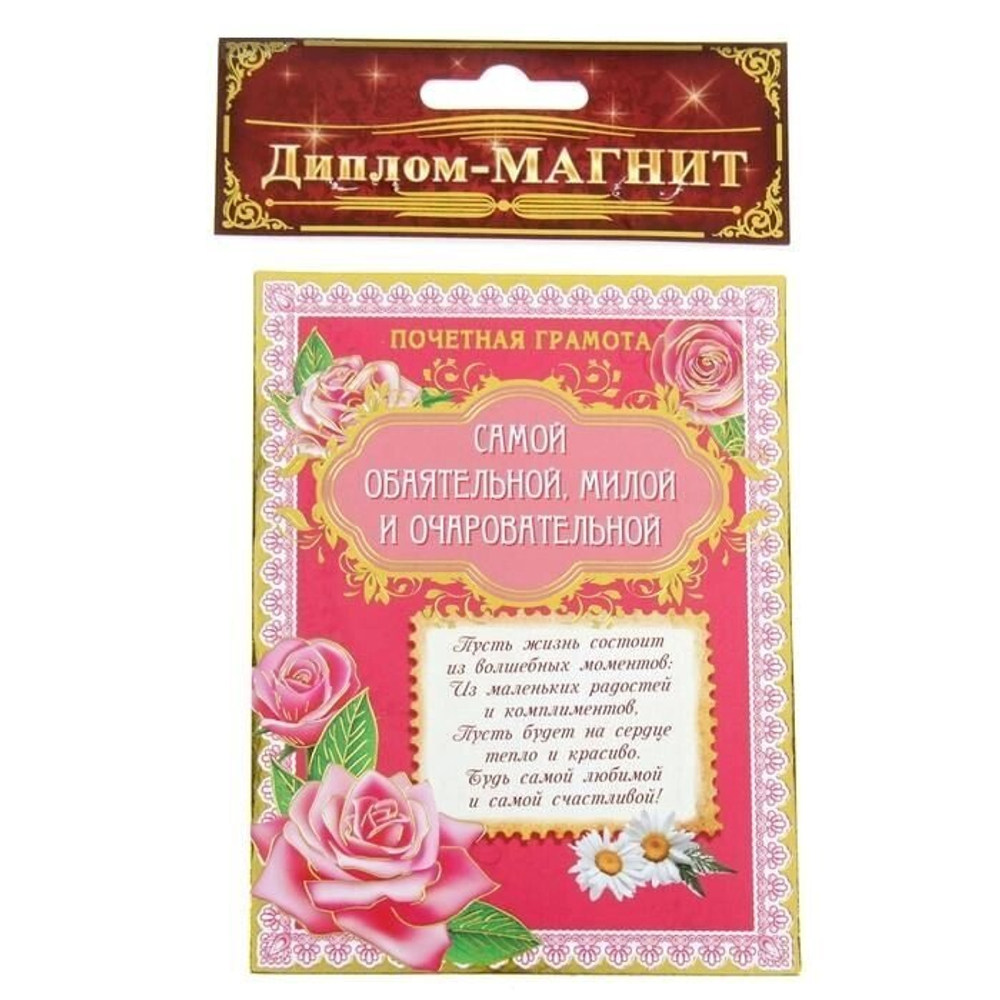 Диплом-МАГНИТ
ПОЧЕТНАЯ ГРАМОТА
САМОЙ
ОБАЯТЕЛЬНОЙ, МИЛОЙ
И ОЧАРОВАТЕЛЬНОЙ
Пусть жизнь состоит
из волшебных моментов:
Из маленьких радостей
и комплиментов,
Пусть будет на сердце
тепло и красиво.
Будь самой любимой
и самой счастливой!